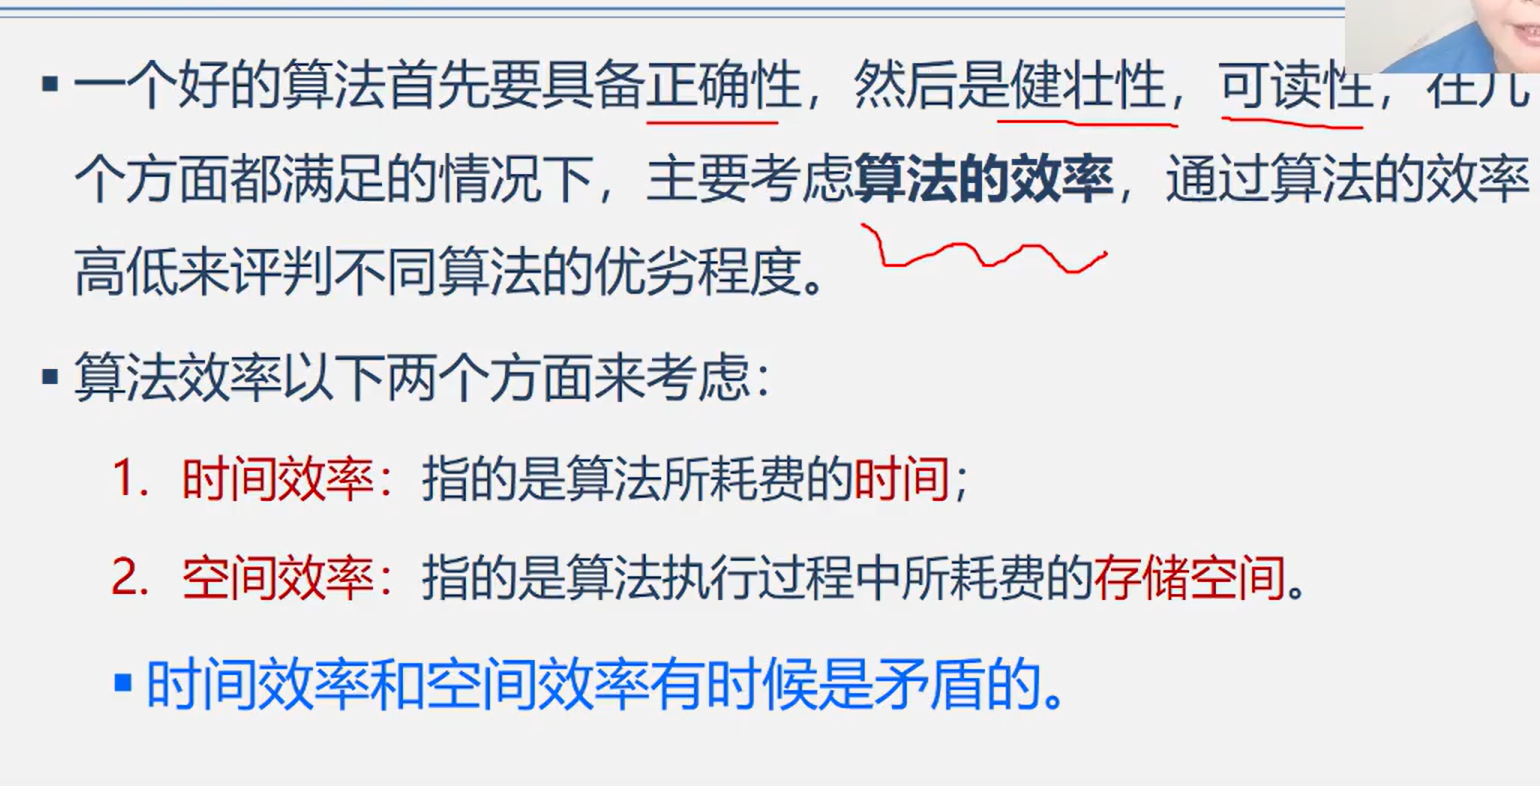 ▪ 一个好的算法首先要具备正确性，然后是健壮性，可读性，在几
个方面都满足的情况下，主要考虑算法的效率，通过算法的效率
高低来评判不同算法的优劣程度。
▪ 算法效率以下两个方面来考虑：
1. 时间效率：指的是算法所耗费的时间；
2. 空间效率：指的是算法执行过程中所耗费的存储空间。
▪ 时间效率和空间效率有时候是矛盾的。